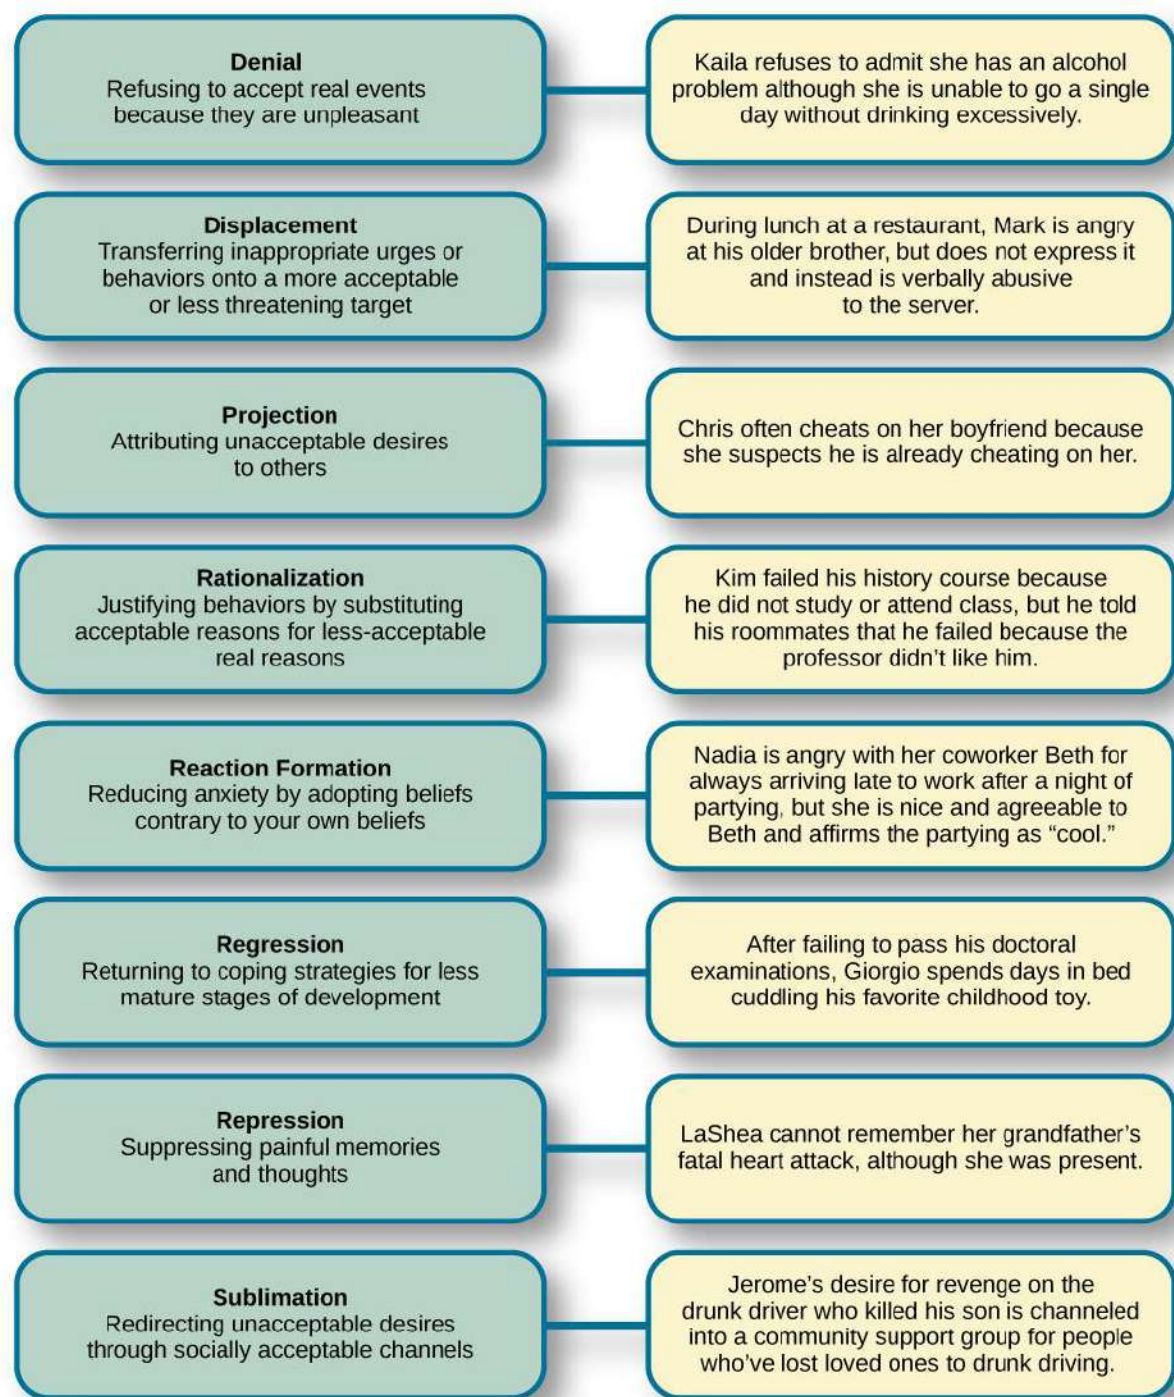 Denial
Refusing to accept real events
because they are unpleasant
Kaila refuses to admit she has an alcohol
problem although she is unable to go a single
day without drinking excessively.
Displacement
Transferring inappropriate urges or
behaviors onto a more acceptable
or less threatening target
During lunch at a restaurant, Mark is angry
at his older brother, but does not express it
and instead is verbally abusive
to the server.
Projection
Attributing unacceptable desires
to others
Chris often cheats on her boyfriend because
she suspects he is already cheating on her.
Rationalization
Justifying behaviors by substituting
acceptable reasons for less-acceptable
real reasons
Kim failed his history course because
he did not study or attend class, but he told
his roommates that he failed because the
professor didn’t like him.
Reaction Formation
Reducing anxiety by adopting beliefs
contrary to your own beliefs
Nadia is angry with her coworker Beth for
always arriving late to work after a night of
partying, but she is nice and agreeable to
Beth and affirms the partying as “cool.”
Regression
Returning to coping strategies for less
mature stages of development
After failing to pass his doctoral
examinations, Giorgio spends days in bed
cuddling his favorite childhood toy.
Repression
Suppressing painful memories
and thoughts
LaShea cannot remember her grandfather’s
fatal heart attack, although she was present.
Sublimation
Redirecting unacceptable desires
through socially acceptable channels
Jerome’s desire for revenge on the
drunk driver who killed his son is channeled
into a community support group for people
who’ve lost loved ones to drunk driving.